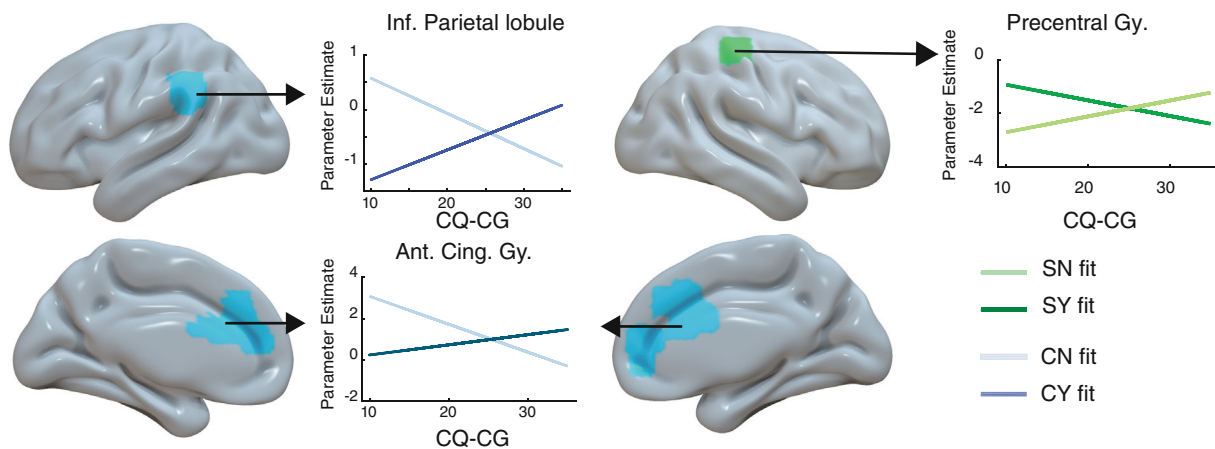 Inf. Parietal lobule
Parameter Estimate
1
0
-1
10
20
30
CQ-CG
Precentral Gy.
Parameter Estimate
0
-2
-4
10
20
30
CQ-CG
Ant. Cing. Gy.
Parameter Estimate
4
2
0
-2
10
20
30
CQ-CG
SN fit
SY fit
CN fit
CY fit